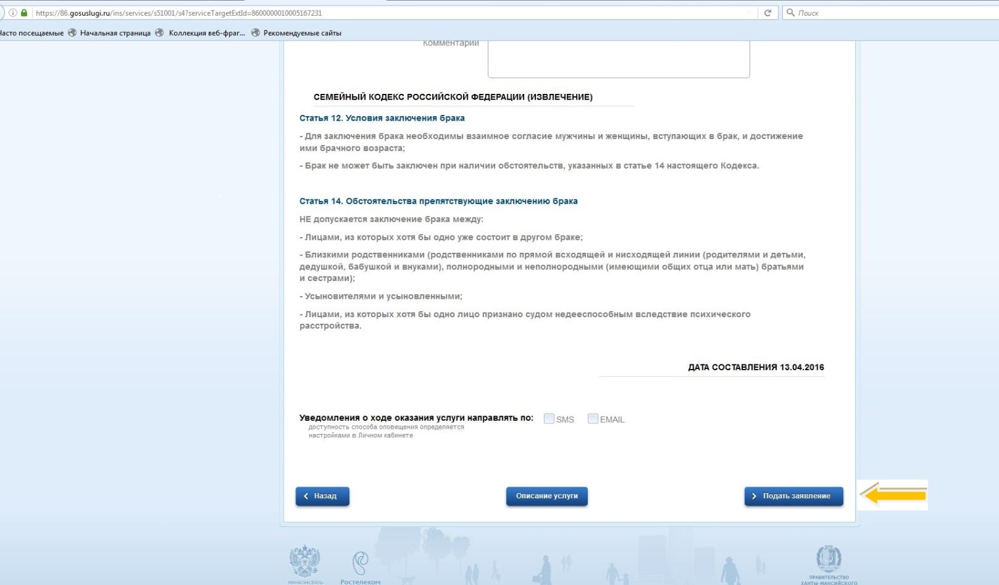 https://86.gosuslugi.ru/ins/services/s51001/s4?serviceTargetExtId=8600000010005167231
Поиск
Часто посещаемые Начальная страница Коллекция веб-фраг... Рекомендуемые сайты
Комментарии
СЕМЕЙНЫЙ КОДЕКС РОССИЙСКОЙ ФЕДЕРАЦИИ (ИЗВЛЕЧЕНИЕ)
Статья 12. Условия заключения брака
- Для заключения брака необходимы взаимное согласие мужчины и женщины, вступающих в брак, и достижение
ими брачного возраста;
- Брак не может быть заключен при наличии обстоятельств, указанных в статье 14 настоящего Кодекса.
Статья 14. Обстоятельства препятствующие заключению брака
НЕ допускается заключение брака между:
- Лицами, из которых хотя бы одно уже состоит в другом браке;
- Близкими родственниками (родственниками по прямой всходящей и нисходящей линии (родителями и детьми,
дедушкой, бабушкой и внуками), полнородными и неполнородными (имеющими общих отца или мать) братьями
и сестрами);
- Усыновителями и усыновленными;
- Лицами, из которых хотя бы одно лицо признано судом недееспособным вследствие психического
расстройства.
ДАТА СОСТАВЛЕНИЯ 13.04.2016
Уведомления о ходе оказания услуги направлять по: SMS EMAIL
доступность способа оповещения определяется
настройками в Личном кабинете
Назад Описание услуги Подать заявление
МИНКОМСВЯЗЬ Ростелеком ПРАВИТЕЛЬСТВО
ХАНТЫ-МАНСИЙСКОГО